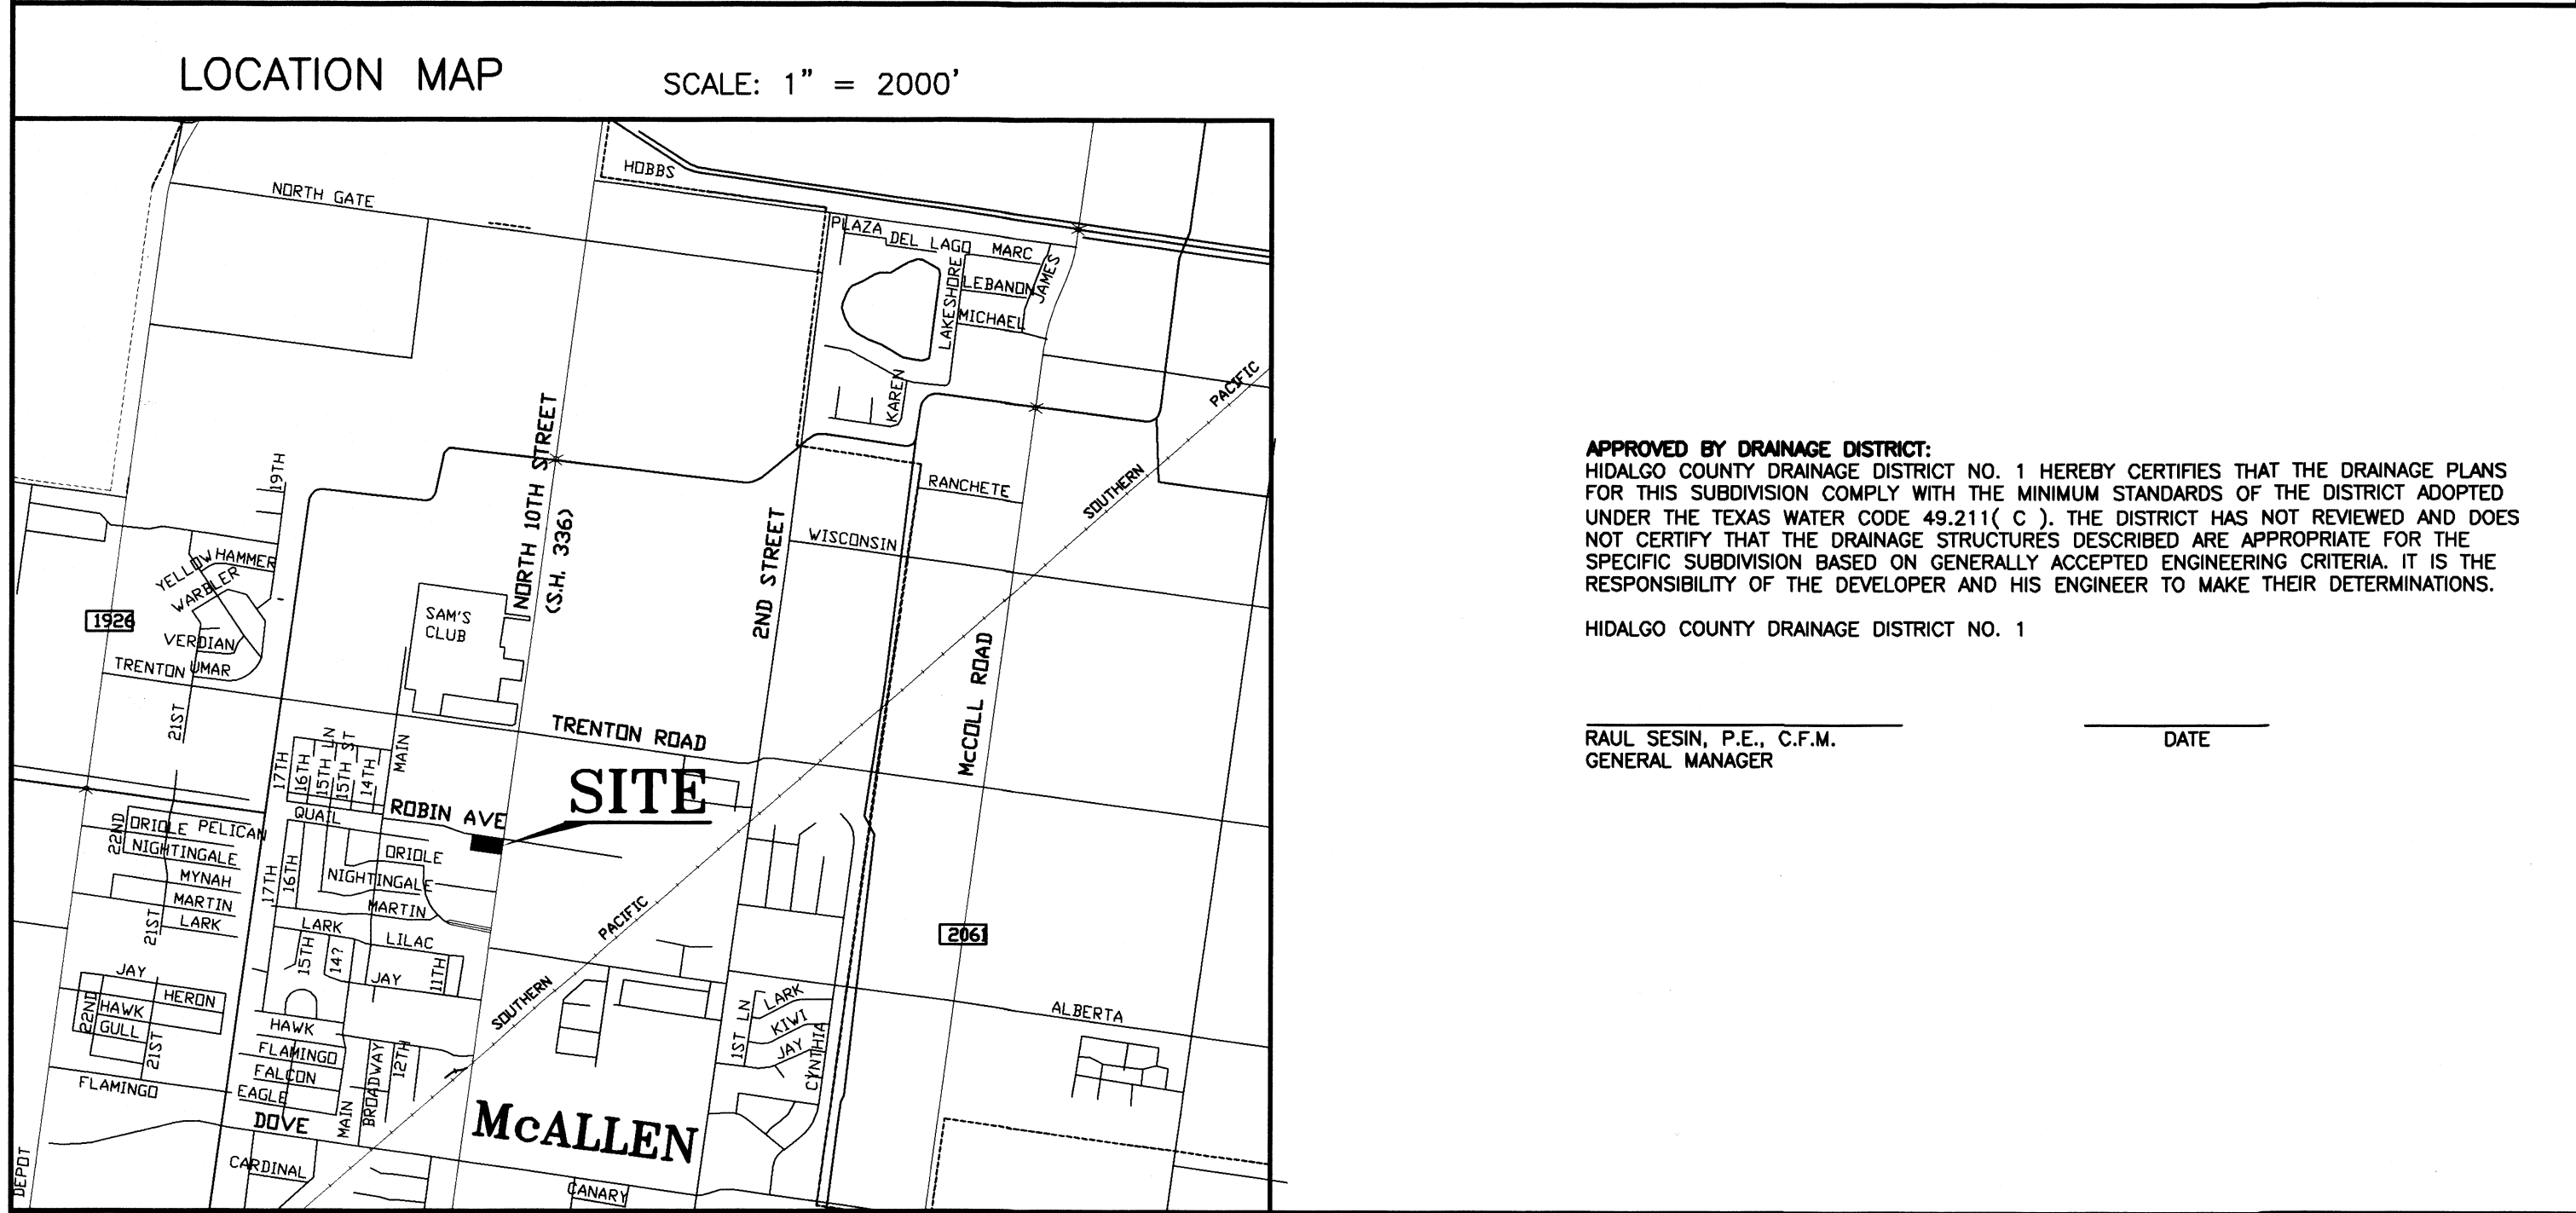 LOCATION MAP SCALE: 1" = 2000'
HOBBS
NORTH GATE
PLAZA DEL LAGO MARC
LAKESHORE
LEBANON
JAMES
MICHAEL
KAREN
PACIFIC
SOUTHERN
NORTH 10TH STREET
(S.H. 336)
19TH
RANCHETE
WISCONSIN
2ND STREET
YELLOW HAMMER
WARBLER
1926
VERDIAN
TRENTON UMAR
SAM'S
CLUB
McCOLL ROAD
21ST
TRENTON ROAD
17TH
16TH
15TH LN
15TH ST
14TH
MAIN
SITE
ROBIN AVE
QUAIL
22ND
ORIOLE PELICAN
NIGHTINGALE
MYNAH
MARTIN
LARK
21ST
17TH
16TH
ORIOLE
NIGHTINGALE
MARTIN
LARK
LILAC
15TH
14?
JAY
11TH
PACIFIC
SOUTHERN
2061
JAY
HERON
22ND
HAWK
GULL
21ST
HAWK
FLAMINGO
FALCON
EAGLE
FLAMINGO
DOVE
MAIN
BROADWAY
12TH
1ST LN
LARK
KIWI
JAY
CYNTHIA
ALBERTA
McALLEN
DEPOT
CARDINAL
CANARY
APPROVED BY DRAINAGE DISTRICT:
HIDALGO COUNTY DRAINAGE DISTRICT NO. 1 HEREBY CERTIFIES THAT THE DRAINAGE PLANS
FOR THIS SUBDIVISION COMPLY WITH THE MINIMUM STANDARDS OF THE DISTRICT ADOPTED
UNDER THE TEXAS WATER CODE 49.211( C ). THE DISTRICT HAS NOT REVIEWED AND DOES
NOT CERTIFY THAT THE DRAINAGE STRUCTURES DESCRIBED ARE APPROPRIATE FOR THE
SPECIFIC SUBDIVISION BASED ON GENERALLY ACCEPTED ENGINEERING CRITERIA. IT IS THE
RESPONSIBILITY OF THE DEVELOPER AND HIS ENGINEER TO MAKE THEIR DETERMINATIONS.
HIDALGO COUNTY DRAINAGE DISTRICT NO. 1
RAUL SESIN, P.E., C.F.M. DATE
GENERAL MANAGER